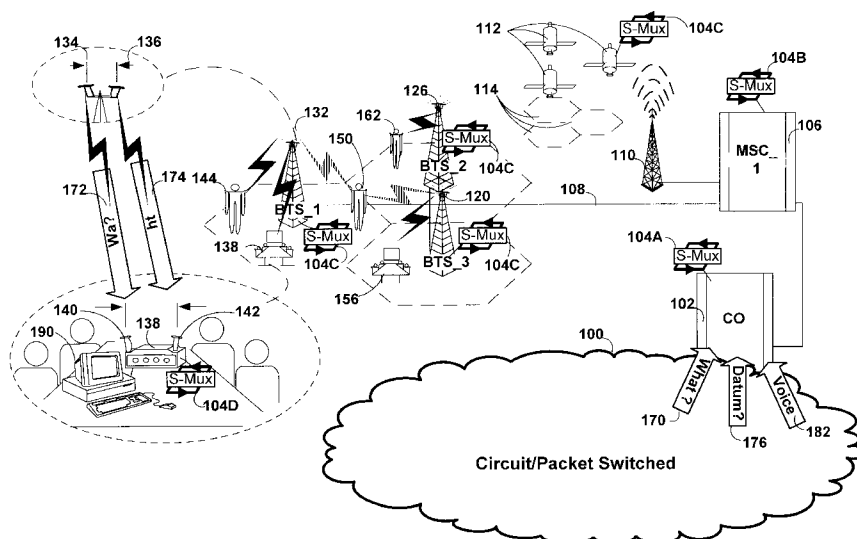 134
136
112
S-Mux
104C
104B
S-Mux
126
132
162
114
150
106
MSC_1
S-Mux
110
BTS_2
104C
172
174
144
120
108
Wa?
ht
BTS_1
S-Mux
BTS_3
S-Mux
104C
138
104C
156
104A
S-Mux
102
CO
140
138
142
190
100
S-Mux
104D
What ?
Datum?
Voice
170
176
182
Circuit/Packet Switched